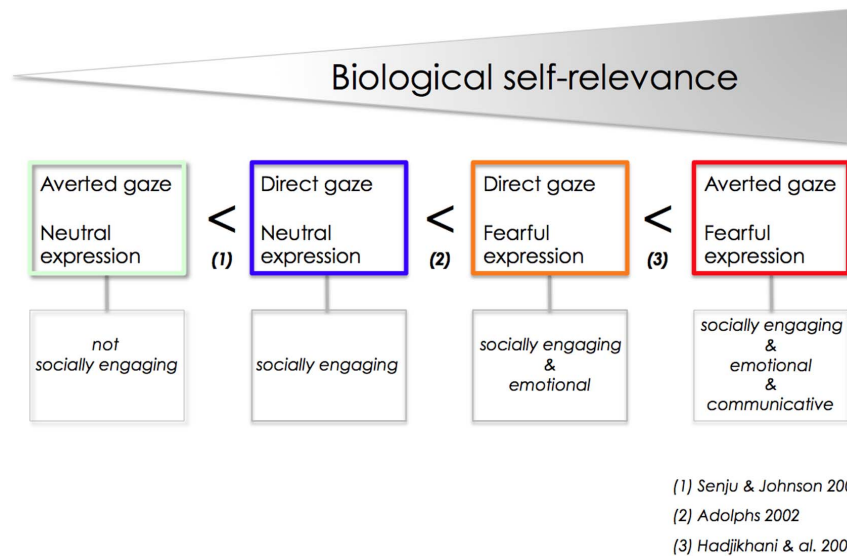 Biological self-relevance
Averted gaze
Neutral
expression
<
(1)
Direct gaze
Neutral
expression
<
(2)
Direct gaze
Fearful
expression
<
(3)
Averted gaze
Fearful
expression
not
socially engaging
socially engaging
socially engaging
&
emotional
socially engaging
&
emotional
&
communicative
(1) Senju & Johnson
(2) Adolphs 2002
(3) Hadjikhani & al.